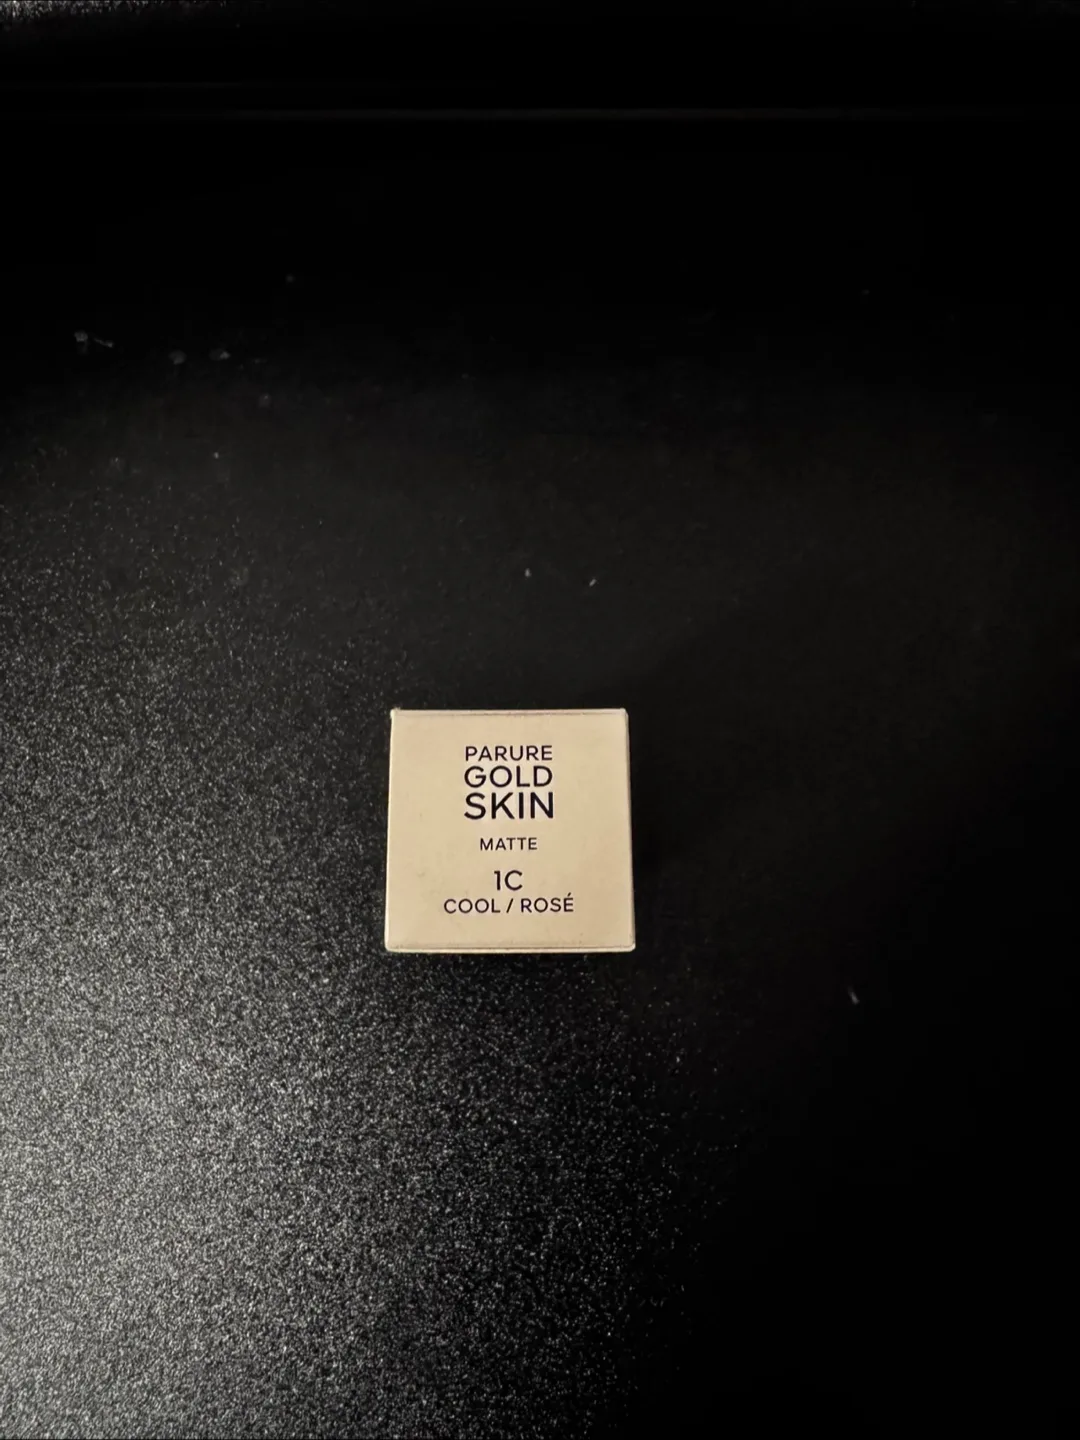 PARURE
GOLD
SKIN
MATTE
1C
COOL / ROSÉ